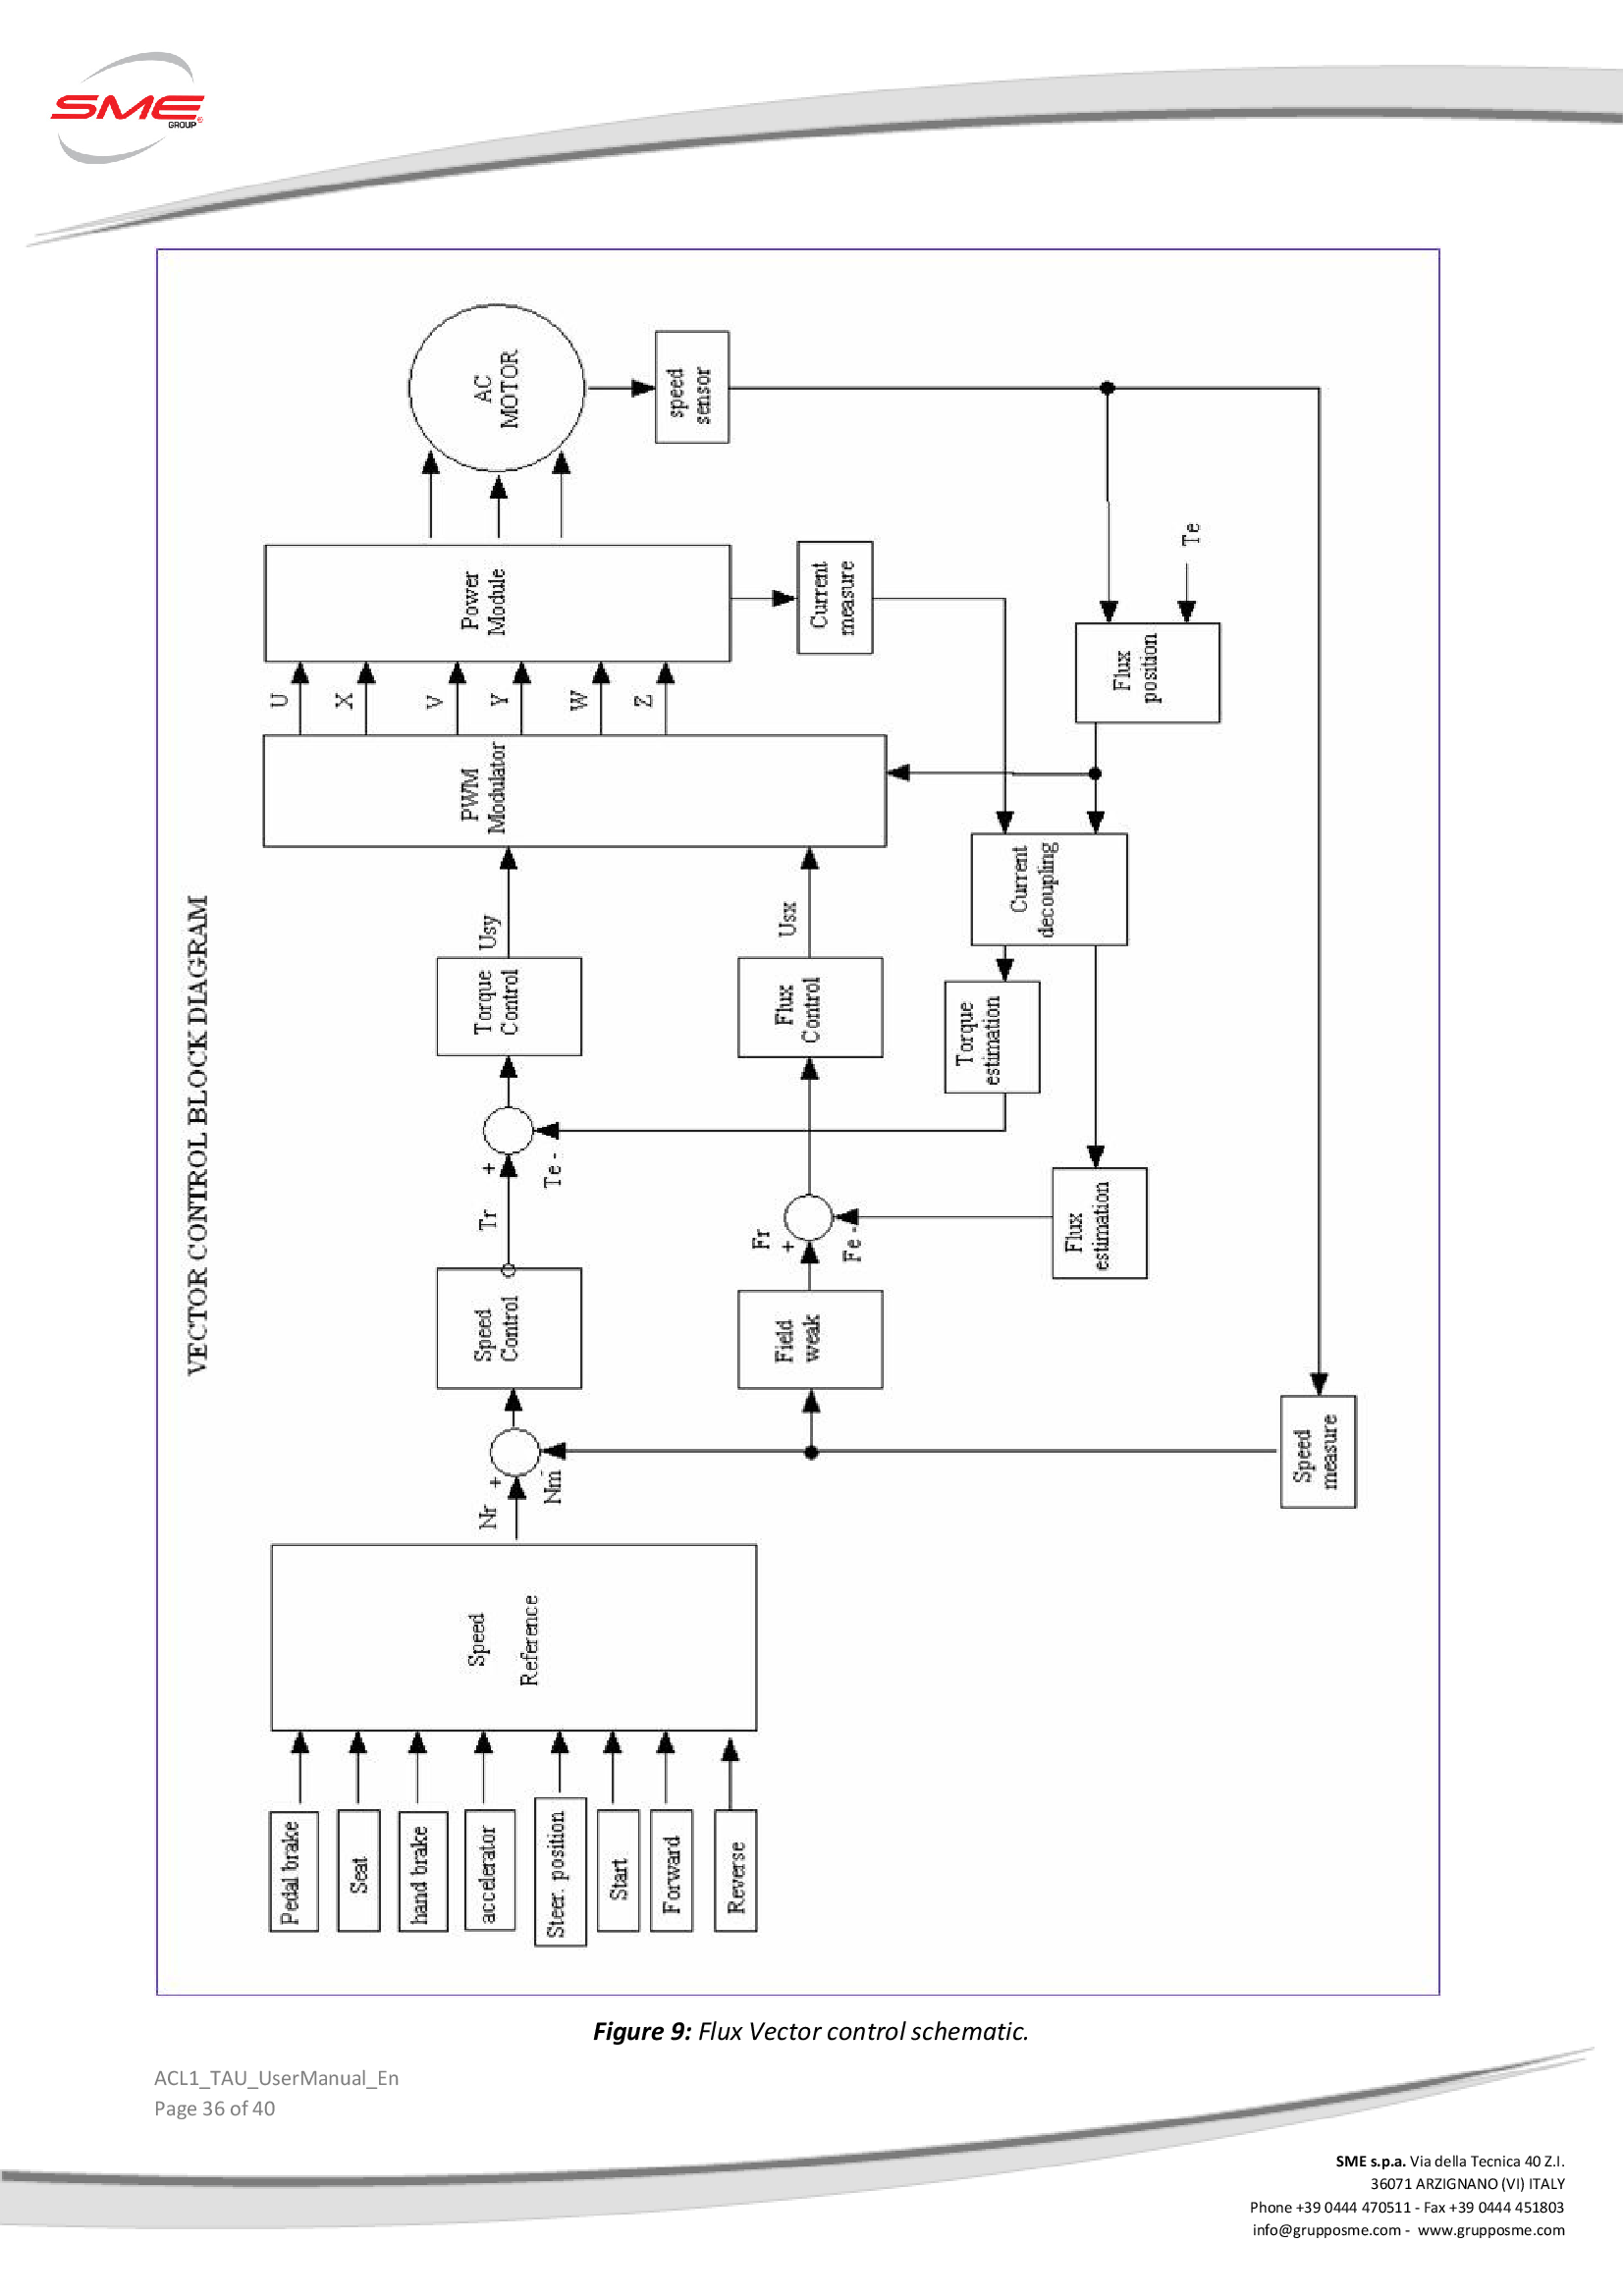 SME
GROUP
VECTOR CONTROL BLOCK DIAGRAM
Pedal brake
Seat
hand brake
accelerator
Steer. position
Start
Forward
Reverse
Speed
Reference
Nr
+
Nm
-
Speed
Control
Tr
+
Te -
Torque
Control
Usy
Field
weak
Fr
+
Fe -
Flux
Control
Usx
PWM
Modulator
U
X
V
Y
W
Z
Power
Module
AC
MOTOR
speed
sensor
Current
measure
Te
Flux
position
Current
decoupling
Torque
estimation
Flux
estimation
Speed
measure
Figure 9: Flux Vector control schematic.
ACL1_TAU_UserManual_En
Page 36 of 40
SME s.p.a. Via della Tecnica 40 Z.I.
36071 ARZIGNANO (VI) ITALY
Phone +39 0444 470511 - Fax +39 0444 451803
info@grupposme.com - www.grupposme.com